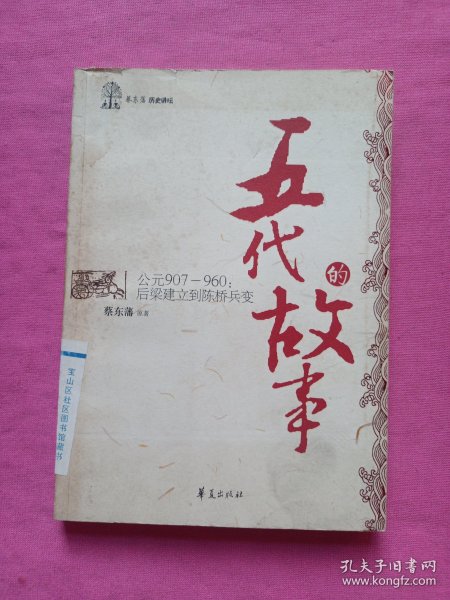 蔡东藩 历史讲坛
五代的故事
公元907－960：
后梁建立到陈桥兵变
蔡东藩 原著
宝山区社区图书馆藏书
华夏出版社
孔夫子旧书网
www.kongfz.com